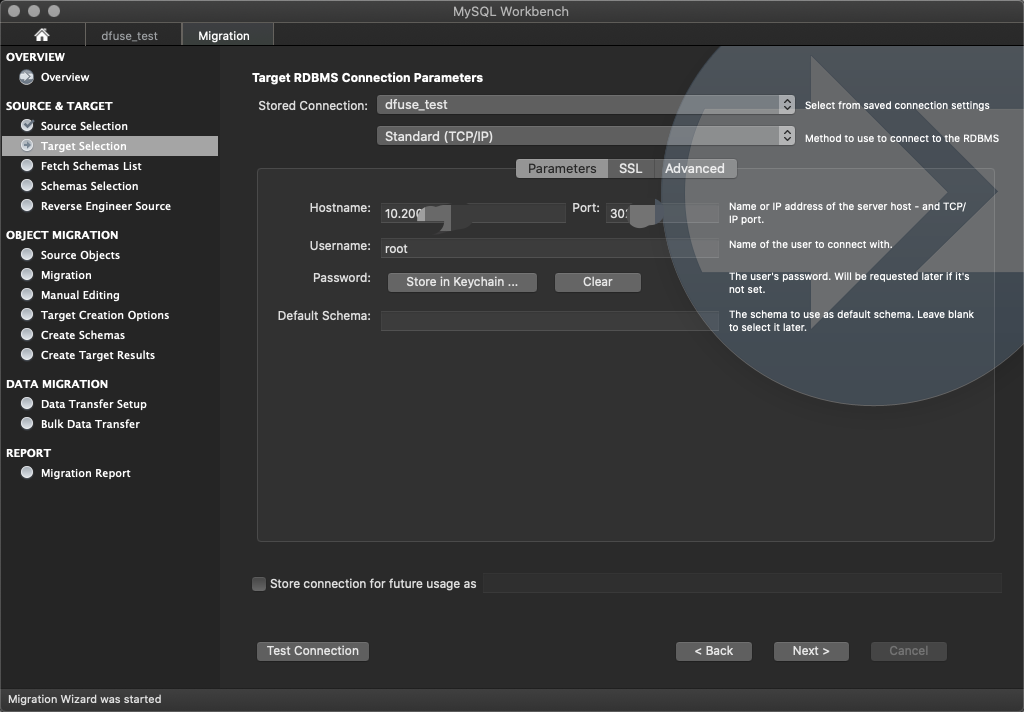 MySQL Workbench
dfuse_test
Migration
OVERVIEW
Overview
SOURCE & TARGET
Source Selection
Target Selection
Fetch Schemas List
Schemas Selection
Reverse Engineer Source
OBJECT MIGRATION
Source Objects
Migration
Manual Editing
Target Creation Options
Create Schemas
Create Target Results
DATA MIGRATION
Data Transfer Setup
Bulk Data Transfer
REPORT
Migration Report
Target RDBMS Connection Parameters
Stored Connection: dfuse_test Select from saved connection settings
Standard (TCP/IP) Method to use to connect to the RDBMS
Parameters SSL Advanced
Hostname: Port: Name or IP address of the server host - and TCP/
IP port.
Username: root Name of the user to connect with.
Password: Store in Keychain ... Clear The user's password. Will be requested later if it's
not set.
Default Schema: The schema to use as default schema. Leave blank
to select it later.
Store connection for future usage as
Test Connection < Back Next > Cancel
Migration Wizard was started